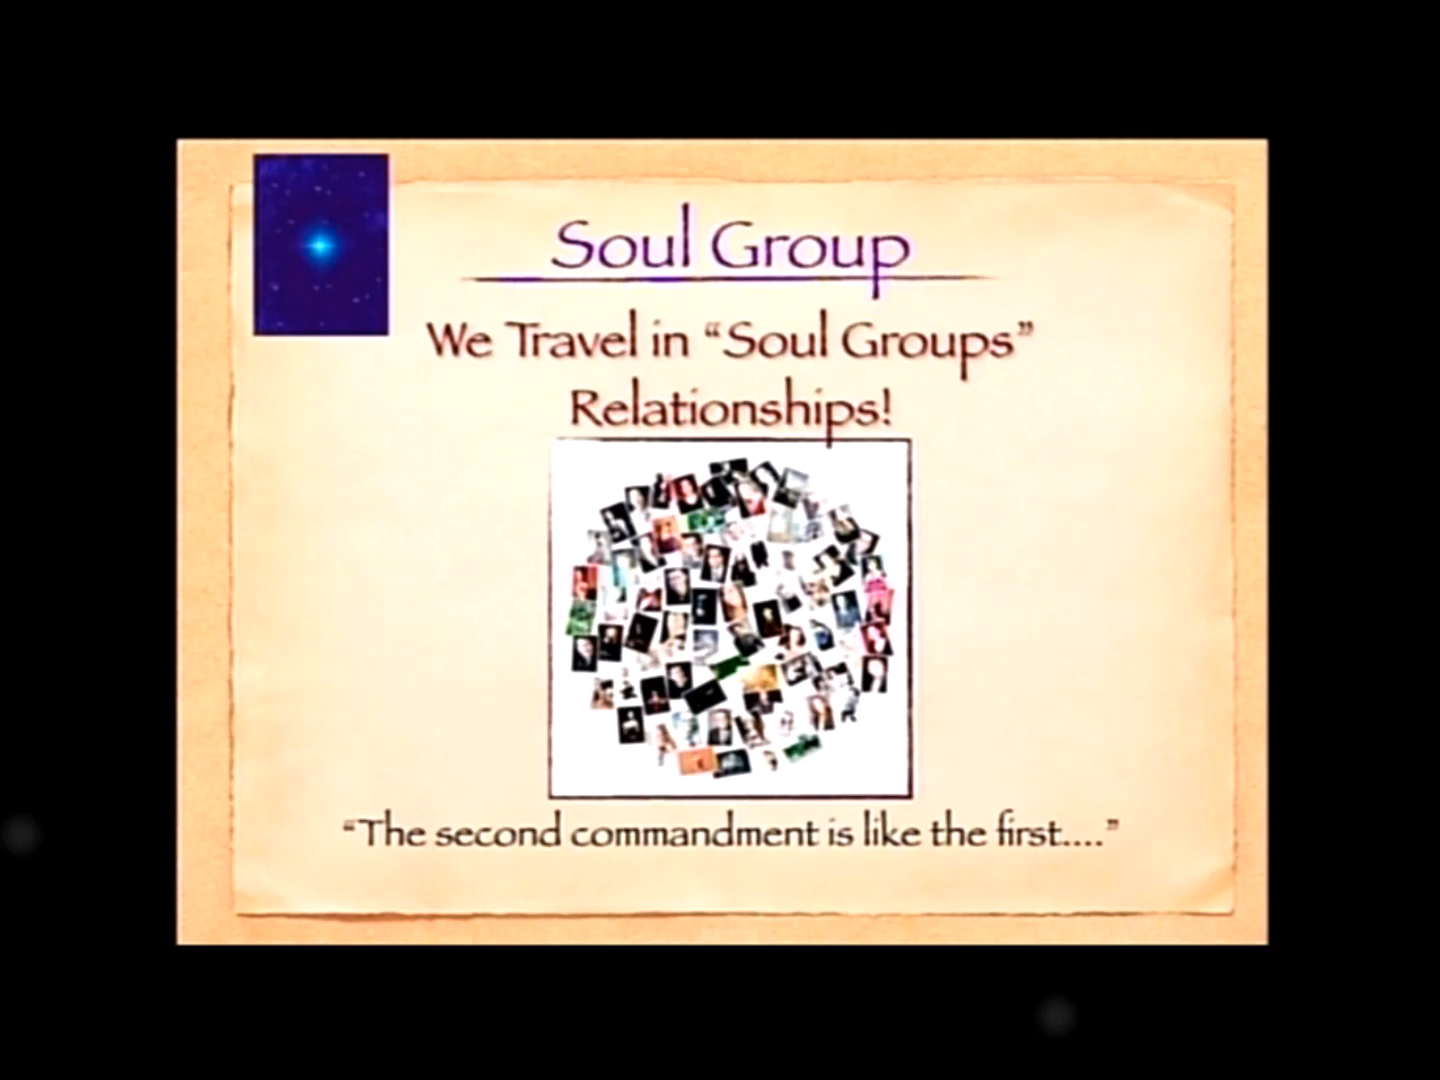 Soul Group
We Travel in “Soul Groups”
Relationships!
“The second commandment is like the first....”